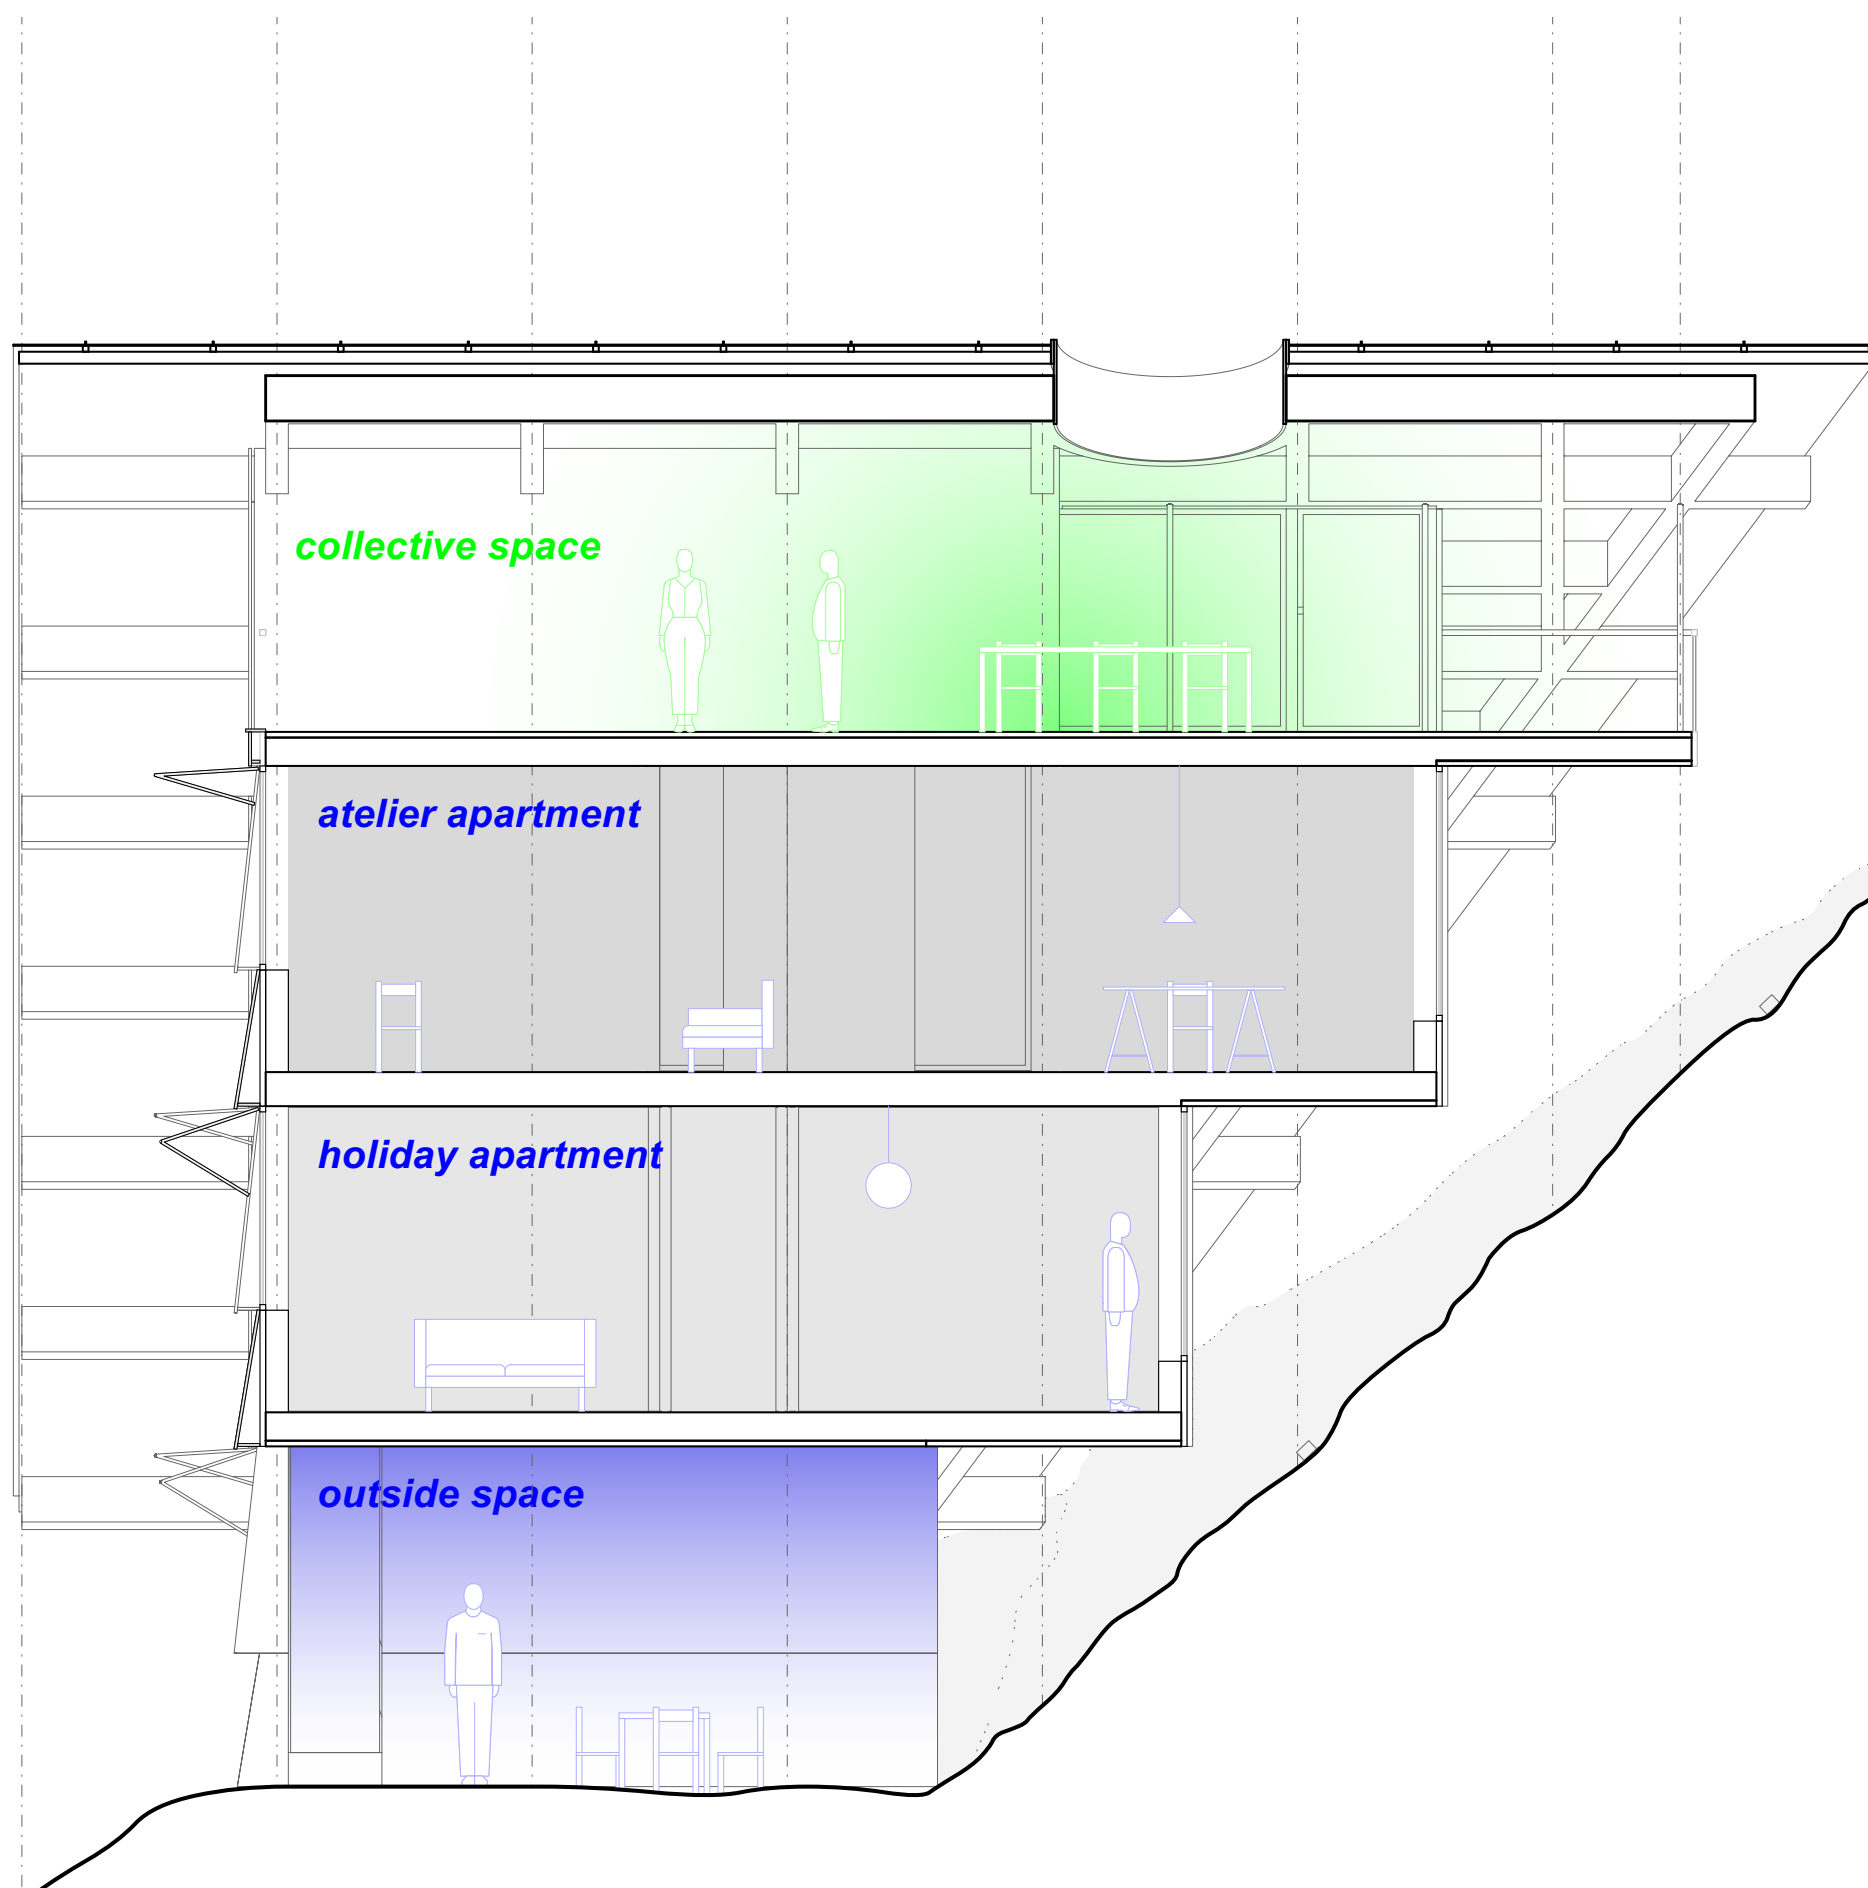 collective space
atelier apartment
holiday apartment
outside space